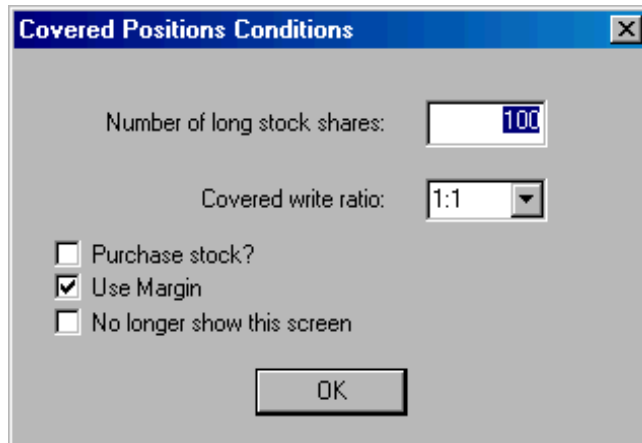 Covered Positions Conditions
Number of long stock shares: 100
Covered write ratio: 1:1
Purchase stock?
Use Margin
No longer show this screen
OK